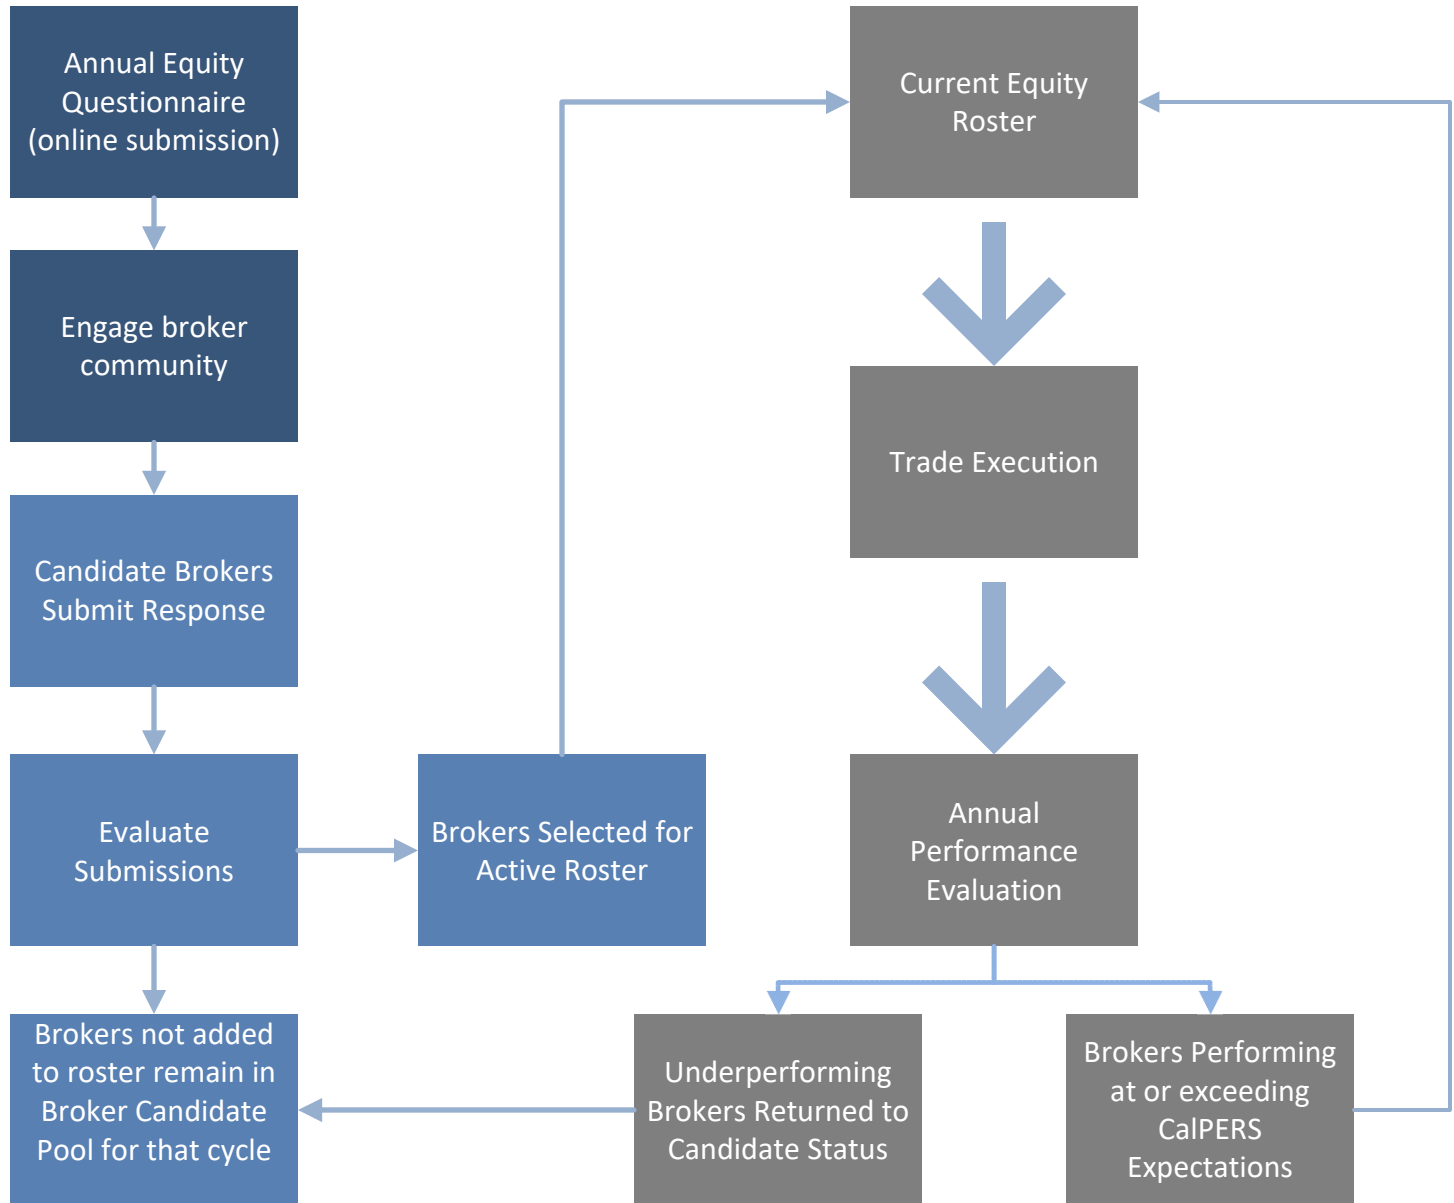 Annual Equity
Questionnaire
(online submission)
Engage broker
community
Candidate Brokers
Submit Response
Evaluate
Submissions
Brokers Selected for
Active Roster
Brokers not added
to roster remain in
Broker Candidate
Pool for that cycle
Current Equity
Roster
Trade Execution
Annual
Performance
Evaluation
Underperforming
Brokers Returned to
Candidate Status
Brokers Performing
at or exceeding
CalPERS
Expectations